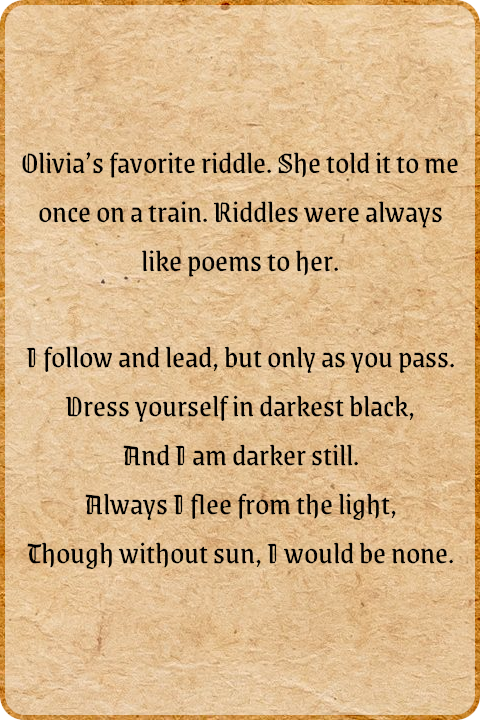 Olivia’s favorite riddle. She told it to me
once on a train. Riddles were always
like poems to her.
I follow and lead, but only as you pass.
Dress yourself in darkest black,
And I am darker still.
Always I flee from the light,
Though without sun, I would be none.